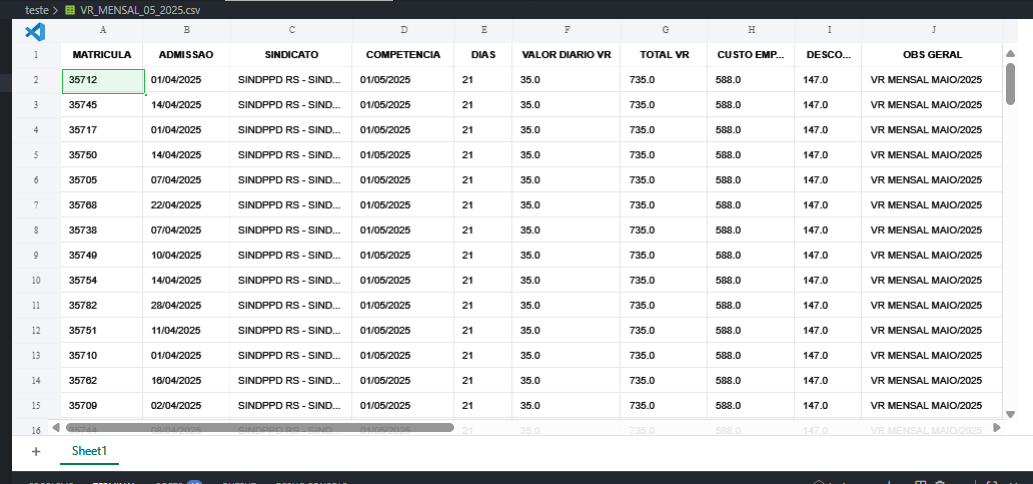 teste > VR_MENSAL_05_2025.csv
A B C D E F G H I J
1 MATRICULA ADMISSAO SINDICATO COMPETENCIA DIAS VALOR DIARIO VR TOTAL VR CUSTO EMP... DESCO... OBS GERAL
2 35712 01/04/2025 SINDPPD RS - SIND... 01/05/2025 21 35.0 735.0 588.0 147.0 VR MENSAL MAIO/2025
3 35745 14/04/2025 SINDPPD RS - SIND... 01/05/2025 21 35.0 735.0 588.0 147.0 VR MENSAL MAIO/2025
4 35717 01/04/2025 SINDPPD RS - SIND... 01/05/2025 21 35.0 735.0 588.0 147.0 VR MENSAL MAIO/2025
5 35750 14/04/2025 SINDPPD RS - SIND... 01/05/2025 21 35.0 735.0 588.0 147.0 VR MENSAL MAIO/2025
6 35705 07/04/2025 SINDPPD RS - SIND... 01/05/2025 21 35.0 735.0 588.0 147.0 VR MENSAL MAIO/2025
7 35768 22/04/2025 SINDPPD RS - SIND... 01/05/2025 21 35.0 735.0 588.0 147.0 VR MENSAL MAIO/2025
8 35738 07/04/2025 SINDPPD RS - SIND... 01/05/2025 21 35.0 735.0 588.0 147.0 VR MENSAL MAIO/2025
9 35749 10/04/2025 SINDPPD RS - SIND... 01/05/2025 21 35.0 735.0 588.0 147.0 VR MENSAL MAIO/2025
10 35754 14/04/2025 SINDPPD RS - SIND... 01/05/2025 21 35.0 735.0 588.0 147.0 VR MENSAL MAIO/2025
11 35782 28/04/2025 SINDPPD RS - SIND... 01/05/2025 21 35.0 735.0 588.0 147.0 VR MENSAL MAIO/2025
12 35751 11/04/2025 SINDPPD RS - SIND... 01/05/2025 21 35.0 735.0 588.0 147.0 VR MENSAL MAIO/2025
13 35710 01/04/2025 SINDPPD RS - SIND... 01/05/2025 21 35.0 735.0 588.0 147.0 VR MENSAL MAIO/2025
14 35762 16/04/2025 SINDPPD RS - SIND... 01/05/2025 21 35.0 735.0 588.0 147.0 VR MENSAL MAIO/2025
15 35709 02/04/2025 SINDPPD RS - SIND... 01/05/2025 21 35.0 735.0 588.0 147.0 VR MENSAL MAIO/2025
16 21 35.0 735.0 588.0 147.0 VR MENSAL MAIO/2025
+ Sheet1